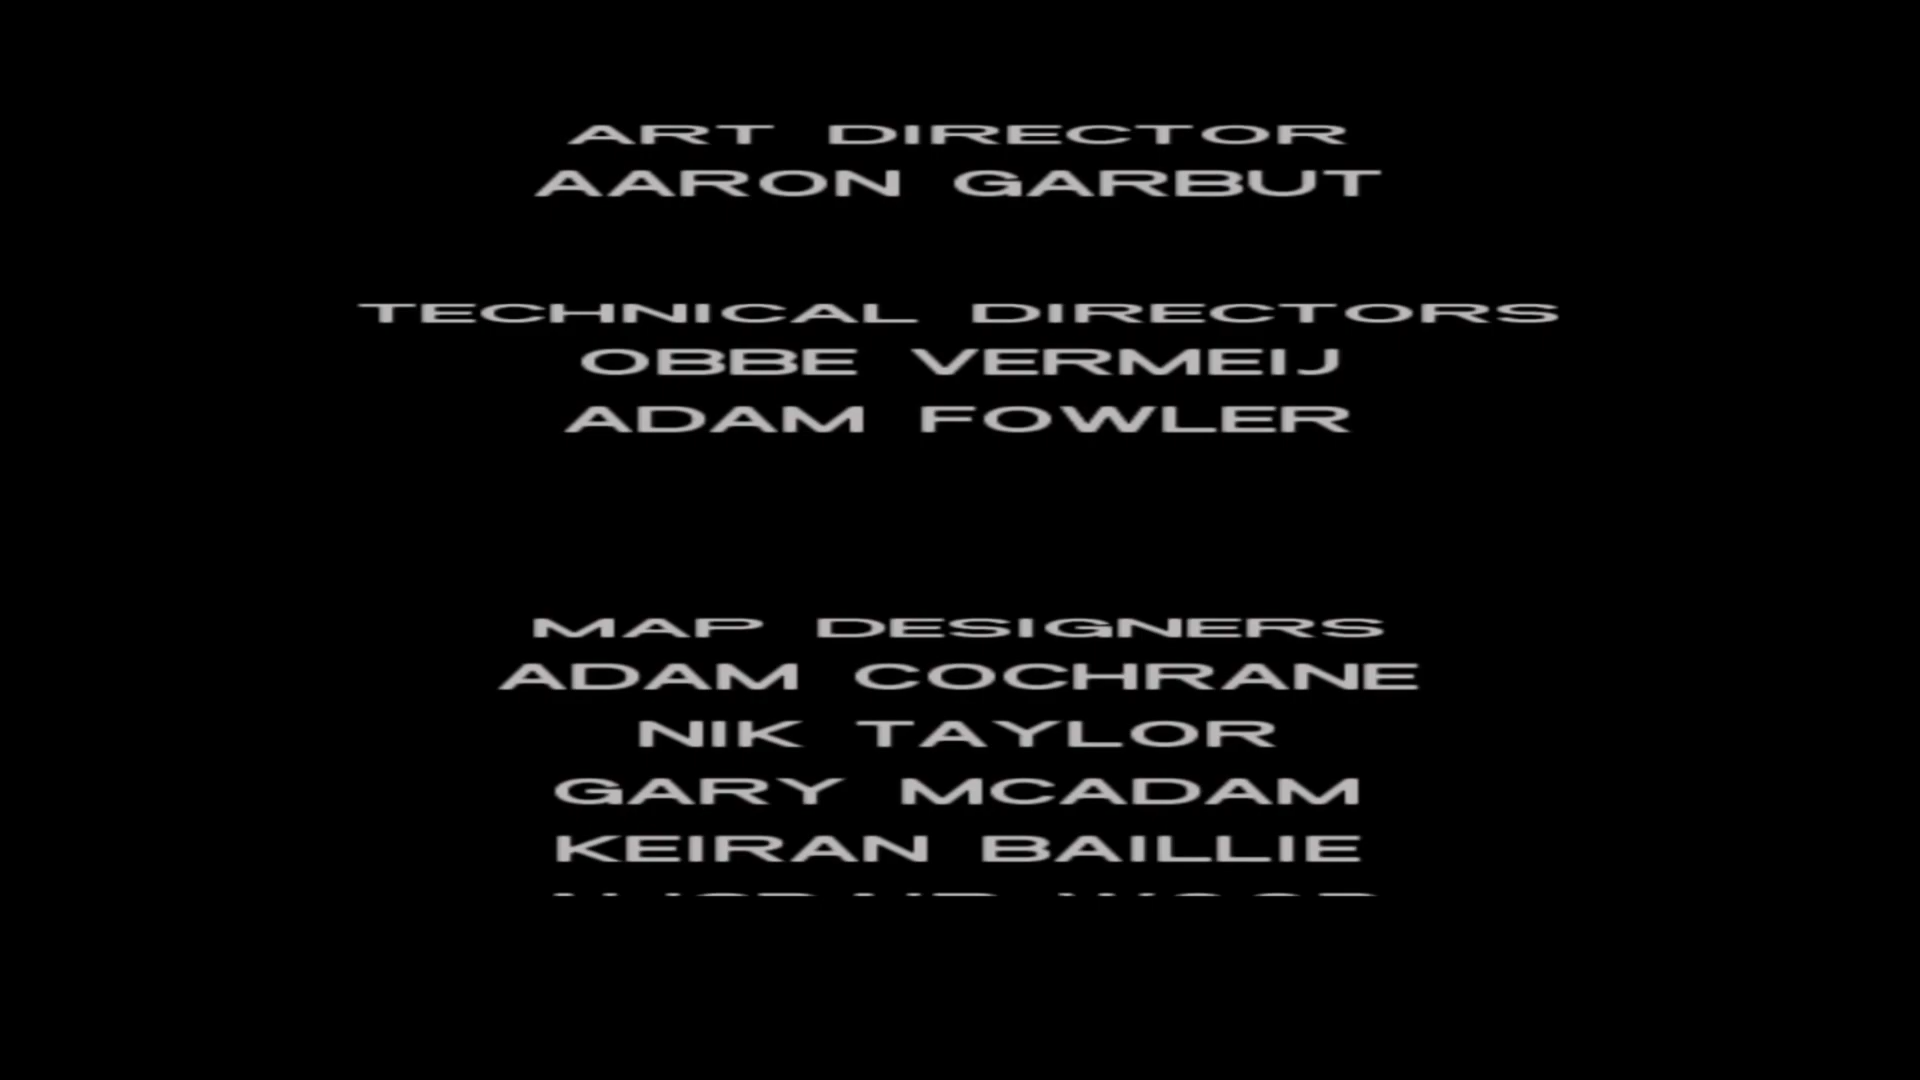 ART DIRECTOR
AARON GARBUT
TECHNICAL DIRECTORS
OBBE VERMEIJ
ADAM FOWLER
MAP DESIGNERS
ADAM COCHRANE
NIK TAYLOR
GARY MCADAM
KEIRAN BAILLIE